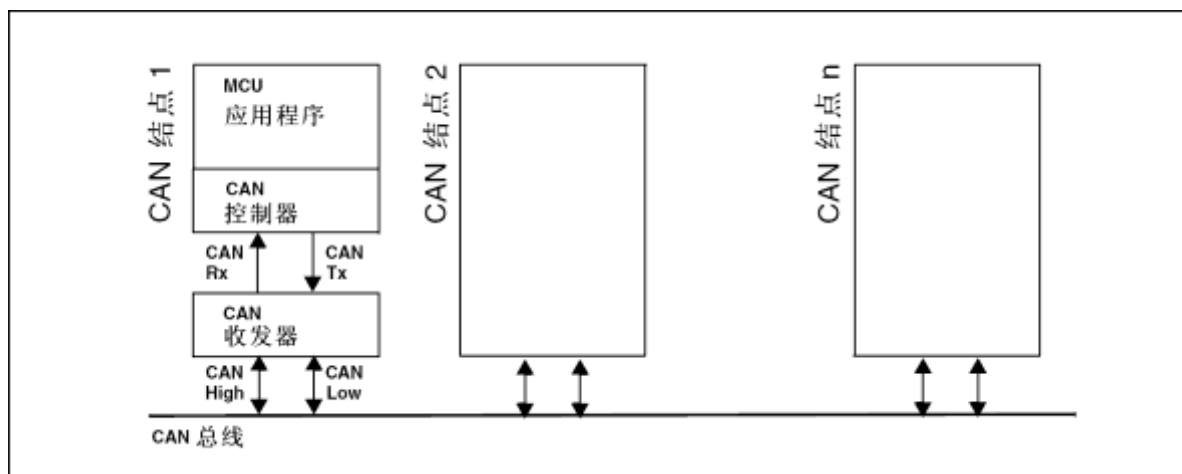 CAN 结点 1
MCU
应用程序
CAN
控制器
CAN
Rx
CAN
Tx
CAN
收发器
CAN
High
CAN
Low
CAN 结点 2
CAN 结点 n
CAN 总线